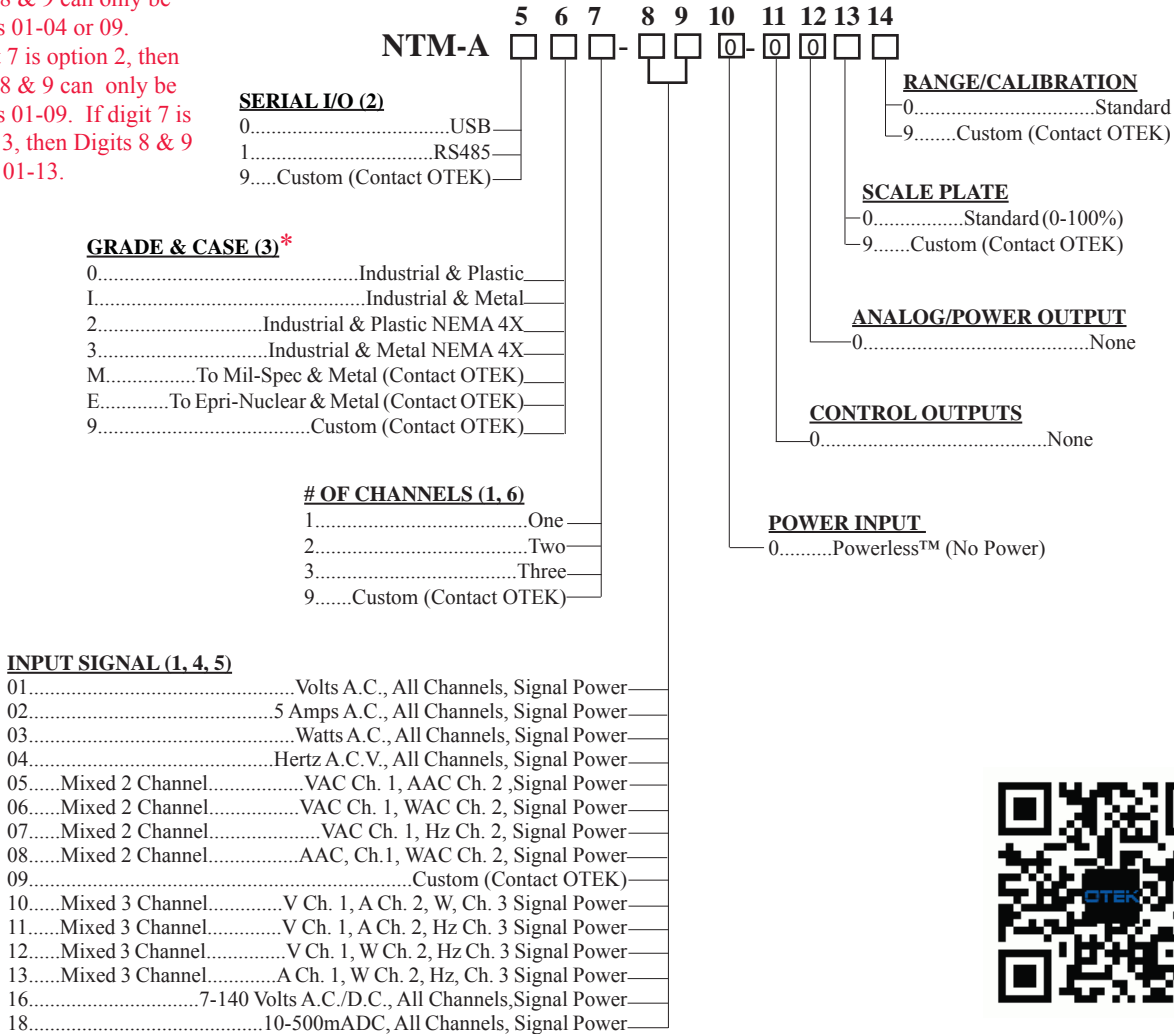 8 & 9 can only be
s 01-04 or 09.
7 is option 2, then
8 & 9 can only be
s 01-09. If digit 7 is
3, then Digits 8 & 9
01-13.
5 6 7 8 9 10 11 12 13 14
NTM-A - 0 - 0 0
SERIAL I/O (2)
0..................................USB
1................................RS485
9.....Custom (Contact OTEK)
GRADE & CASE (3)*
0........................................Industrial & Plastic
I..........................................Industrial & Metal
2.........................Industrial & Plastic NEMA 4X
3..........................Industrial & Metal NEMA 4X
M.................To Mil-Spec & Metal (Contact OTEK)
E.............To Epri-Nuclear & Metal (Contact OTEK)
9.................................Custom (Contact OTEK)
# OF CHANNELS (1, 6)
1.................................One
2.................................Two
3................................Three
9.......Custom (Contact OTEK)
INPUT SIGNAL (1, 4, 5)
01.........................................Volts A.C., All Channels, Signal Power
02......................................5 Amps A.C., All Channels, Signal Power
03.........................................Watts A.C., All Channels, Signal Power
04......................................Hertz A.C.V., All Channels, Signal Power
05......Mixed 2 Channel...............VAC Ch. 1, AAC Ch. 2 ,Signal Power
06......Mixed 2 Channel..............VAC Ch. 1, WAC Ch. 2, Signal Power
07......Mixed 2 Channel.....................VAC Ch. 1, Hz Ch. 2, Signal Power
08......Mixed 2 Channel..................AAC, Ch.1, WAC Ch. 2, Signal Power
09...........................................................Custom (Contact OTEK)
10......Mixed 3 Channel..............V Ch. 1, A Ch. 2, W, Ch. 3 Signal Power
11......Mixed 3 Channel..............V Ch. 1, A Ch. 2, Hz Ch. 3 Signal Power
12......Mixed 3 Channel...............V Ch. 1, W Ch. 2, Hz Ch. 3 Signal Power
13......Mixed 3 Channel.............A Ch. 1, W Ch. 2, Hz, Ch. 3 Signal Power
16..........................7-140 Volts A.C./D.C., All Channels,Signal Power
18....................................10-500mADC, All Channels, Signal Power
RANGE/CALIBRATION
0............................Standard
9........Custom (Contact OTEK)
SCALE PLATE
0................Standard (0-100%)
9.......Custom (Contact OTEK)
ANALOG/POWER OUTPUT
0...................................None
CONTROL OUTPUTS
0...................................None
POWER INPUT
0..........Powerless™ (No Power)
OTEK